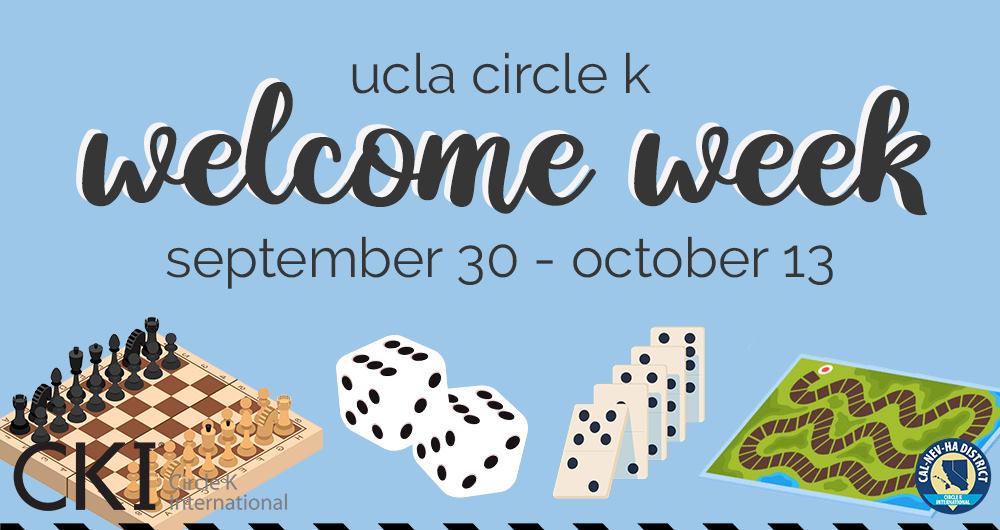 ucla circle k
welcome week
september 30 - october 13
CKI
Circle K
International
CAL-NEV-HA DISTRICT
CIRCLE K
INTERNATIONAL